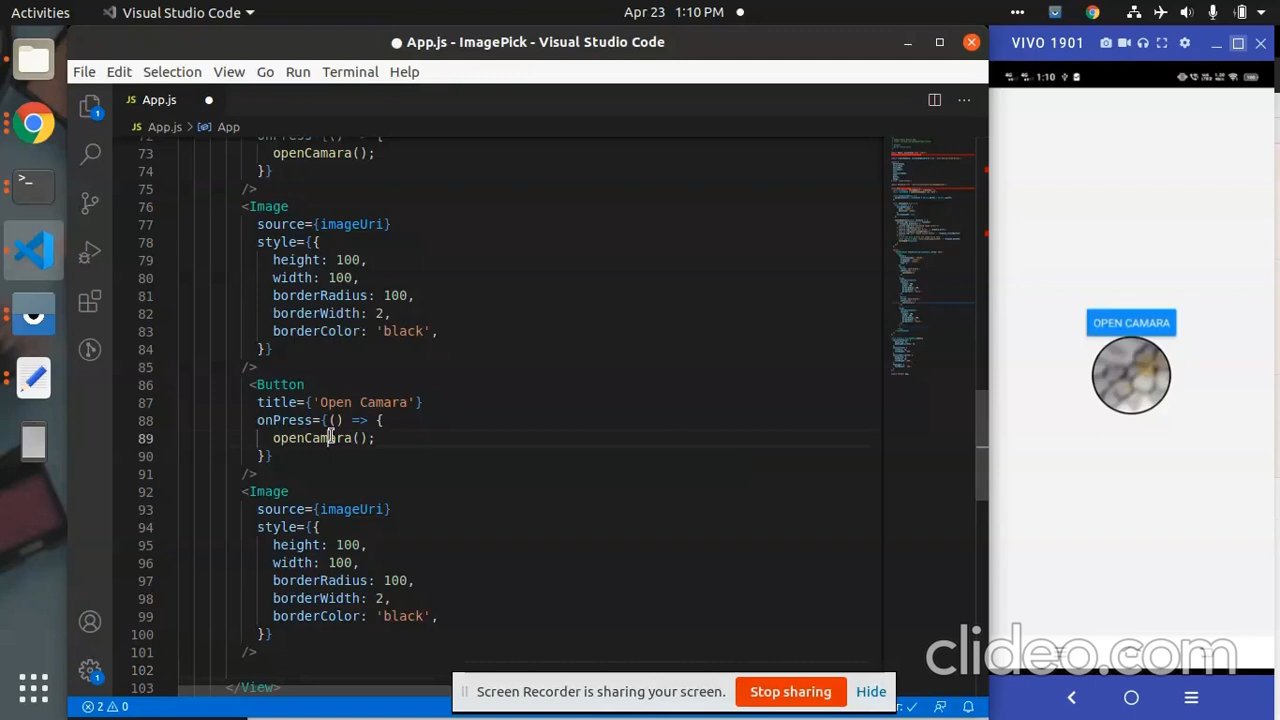 Activities
Visual Studio Code
Apr 23 1:10 PM
App.js - ImagePick - Visual Studio Code
VIVO 1901
File Edit Selection View Go Run Terminal Help
1:10
App.js
App.js > App
73 openCamara();
74 }}
75 />
76 <Image
77 source={imageUri}
78 style={{
79 height: 100,
80 width: 100,
81 borderRadius: 100,
82 borderWidth: 2,
83 borderColor: 'black',
84 }}
85 />
86 <Button
87 title={'Open Camara'}
88 onPress={() => {
89 openCamara();
90 }}
91 />
92 <Image
93 source={imageUri}
94 style={{
95 height: 100,
96 width: 100,
97 borderRadius: 100,
98 borderWidth: 2,
99 borderColor: 'black',
100 }}
101 />
102
103 </View>
OPEN CAMARA
clideo.com
Screen Recorder is sharing your screen.
Stop sharing
Hide
2 0